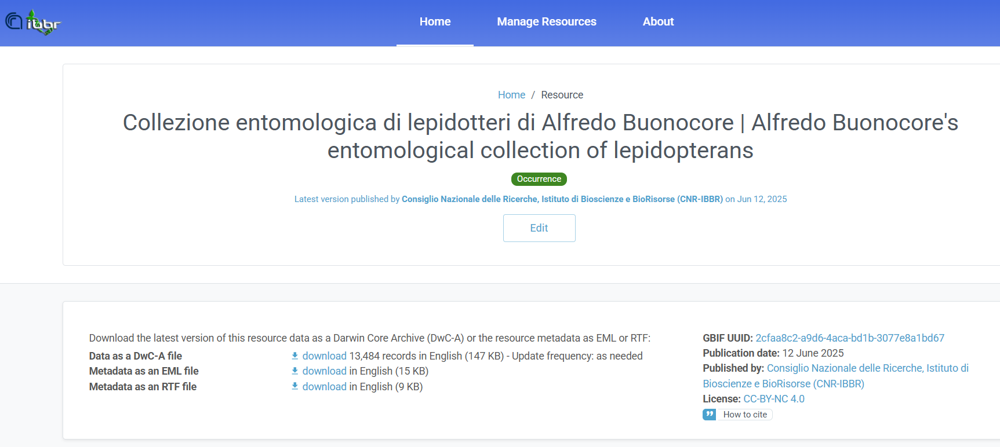 ibbr
Home Manage Resources About
Home / Resource
Collezione entomologica di lepidotteri di Alfredo Buonocore | Alfredo Buonocore's
entomological collection of lepidopterans
Occurrence
Latest version published by Consiglio Nazionale delle Ricerche, Istituto di Bioscienze e BioRisorse (CNR-IBBR) on Jun 12, 2025
Edit
Download the latest version of this resource data as a Darwin Core Archive (DwC-A) or the resource metadata as EML or RTF:
Data as a DwC-A file download 13,484 records in English (147 KB) - Update frequency: as needed
Metadata as an EML file download in English (15 KB)
Metadata as an RTF file download in English (9 KB)
GBIF UUID: 2cfaa8c2-a9d6-4aca-bd1b-3077e8a1bd67
Publication date: 12 June 2025
Published by: Consiglio Nazionale delle Ricerche, Istituto di
Bioscienze e BioRisorse (CNR-IBBR)
License: CC-BY-NC 4.0
How to cite